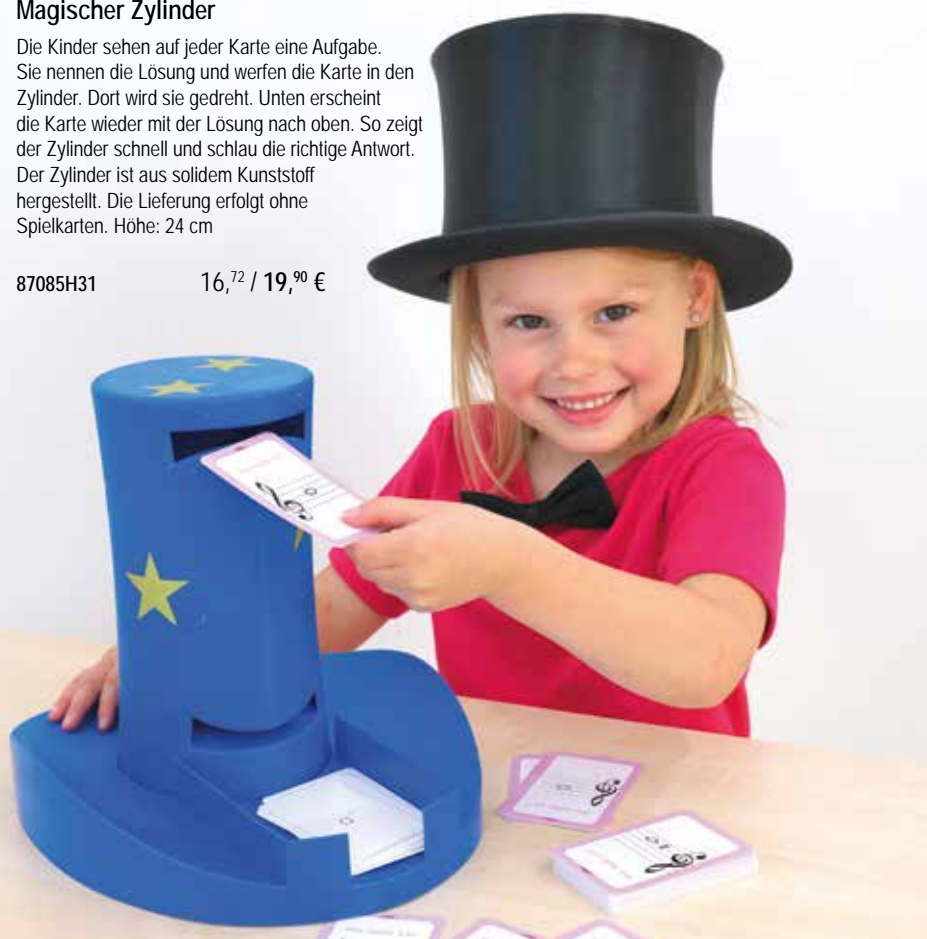 Magischer Zylinder
Die Kinder sehen auf jeder Karte eine Aufgabe.
Sie nennen die Lösung und werfen die Karte in den
Zylinder. Dort wird sie gedreht. Unten erscheint
die Karte wieder mit der Lösung nach oben. So zeigt
der Zylinder schnell und schlau die richtige Antwort.
Der Zylinder ist aus solidem Kunststoff
hergestellt. Die Lieferung erfolgt ohne
Spielkarten. Höhe: 24 cm
87085H31 16,72 / 19,90 €